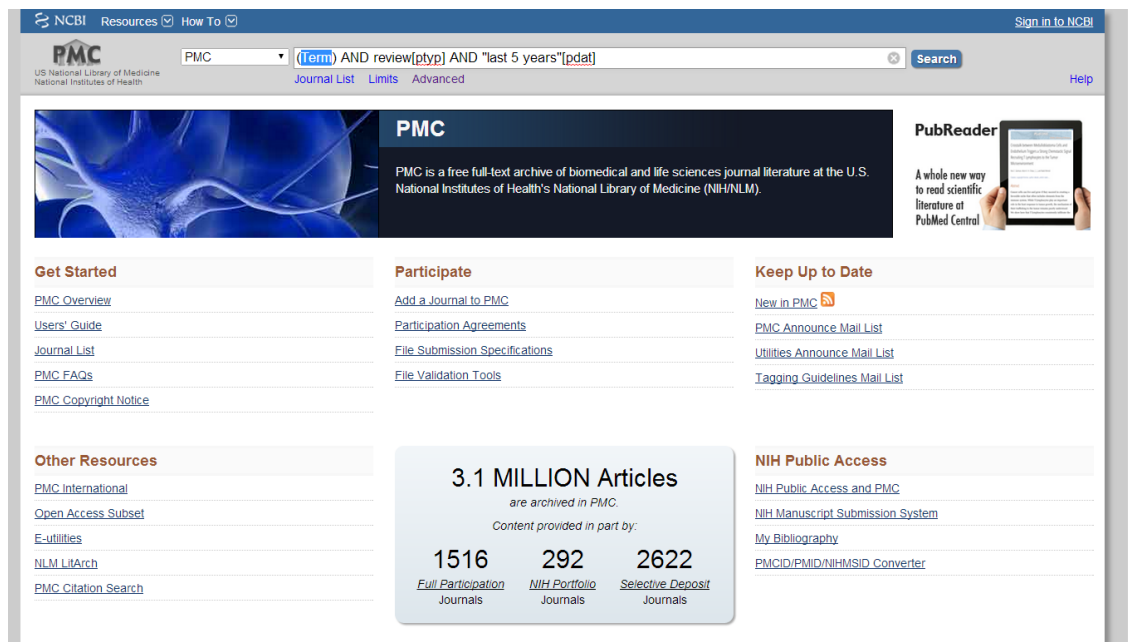 NCBI Resources How To Sign in to NCBI
PMC
US National Library of Medicine
National Institutes of Health
PMC
(Term) AND review[ptyp] AND "last 5 years"[pdat]
Search
Journal List Limits Advanced
Help
PMC
PMC is a free full-text archive of biomedical and life sciences journal literature at the U.S.
National Institutes of Health's National Library of Medicine (NIH/NLM).
PubReader
A whole new way
to read scientific
literature at
PubMed Central
Get Started
PMC Overview
Users' Guide
Journal List
PMC FAQs
PMC Copyright Notice
Participate
Add a Journal to PMC
Participation Agreements
File Submission Specifications
File Validation Tools
Keep Up to Date
New in PMC
PMC Announce Mail List
Utilities Announce Mail List
Tagging Guidelines Mail List
Other Resources
PMC International
Open Access Subset
E-utilities
NLM LitArch
PMC Citation Search
3.1 MILLION Articles
are archived in PMC.
Content provided in part by:
1516 292 2622
Full Participation NIH Portfolio Selective Deposit
Journals Journals Journals
NIH Public Access
NIH Public Access and PMC
NIH Manuscript Submission System
My Bibliography
PMCID/PMID/NIHMSID Converter